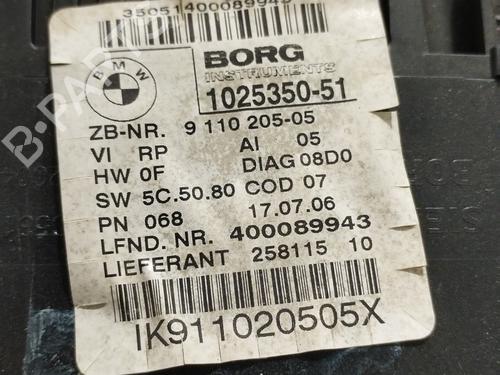 350514000899943
BMW
BORG
INSTRUMENTS
1025350-51
ZB-NR. 9 110 205-05
VI RP AI 05
HW 0F DIAG 08D0
SW 5C.50.80 COD 07
PN 068 17.07.06
LFND. NR. 400089943
LIEFERANT 258115 10
IK911020505X
B-PARTS